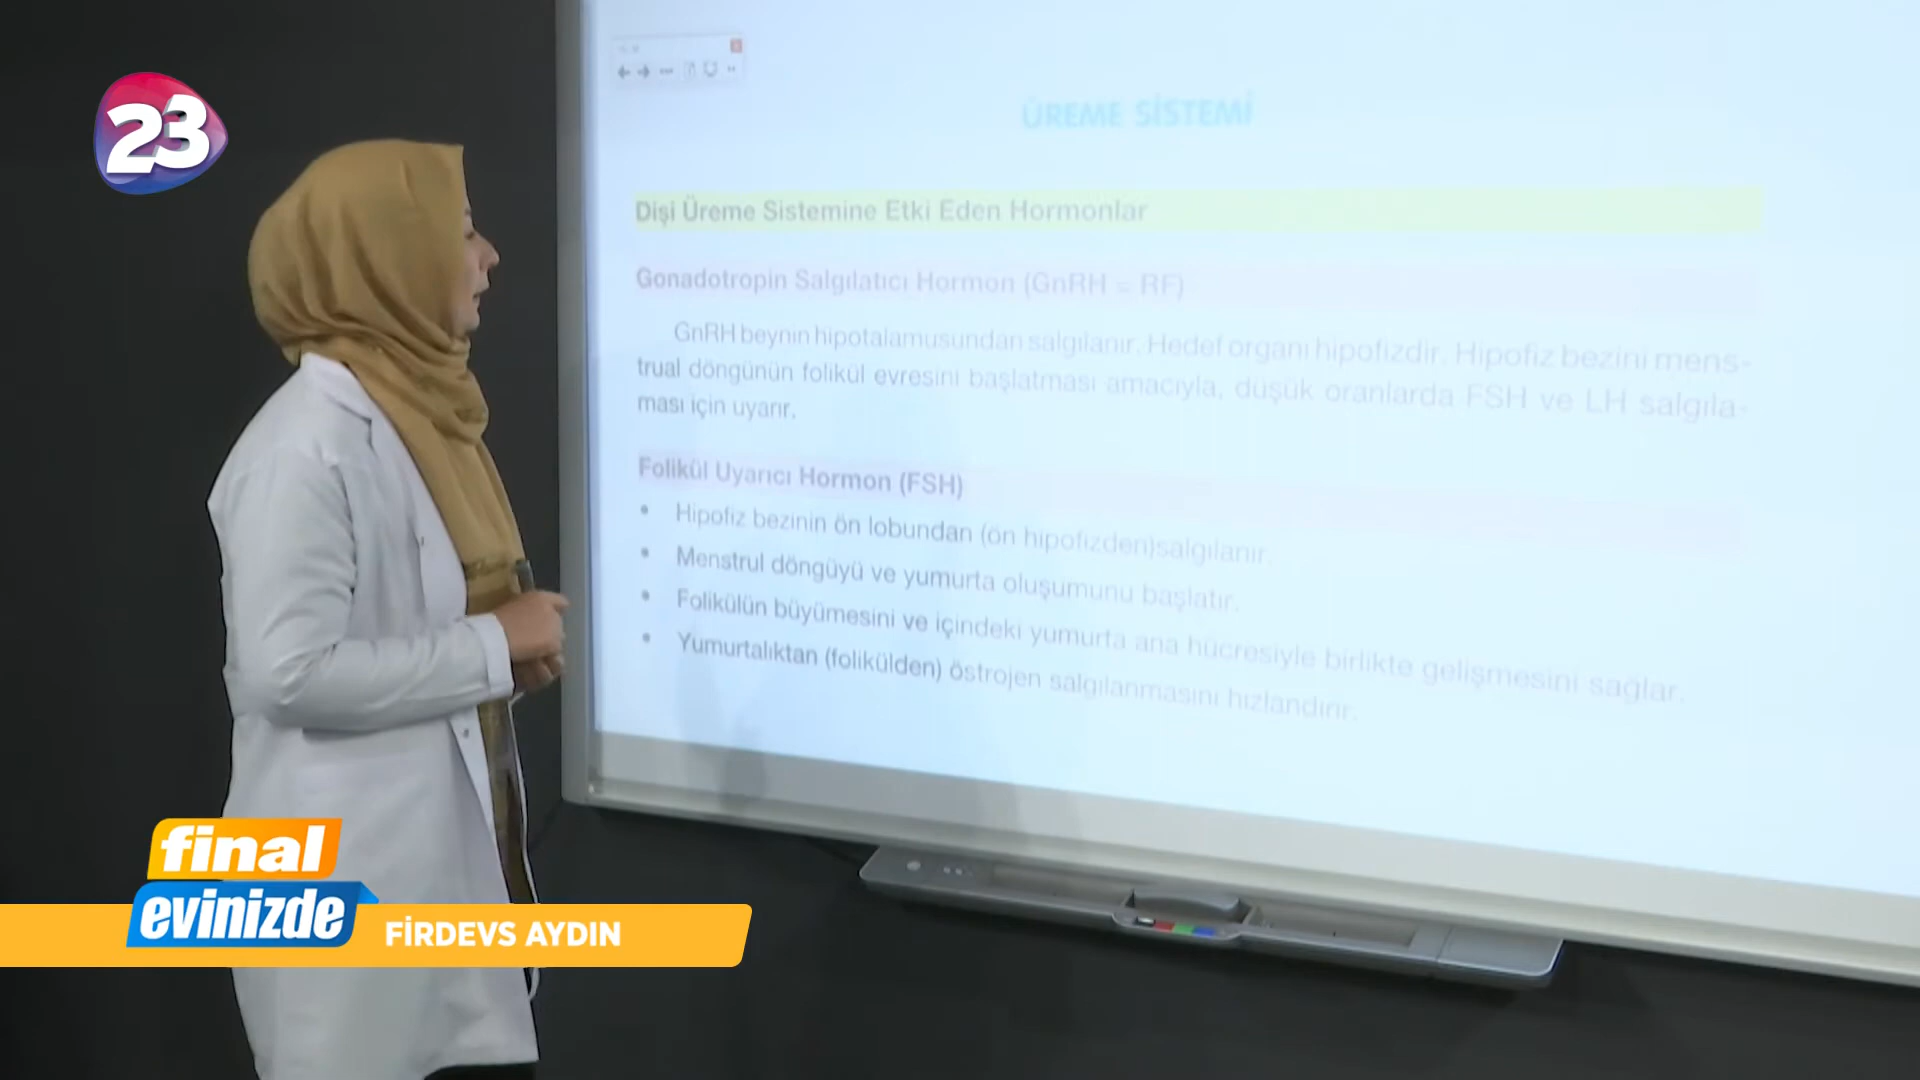 23
ÜREME SİSTEMİ
Dişi Üreme Sistemine Etki Eden Hormonlar
Gonadotropin Salgılatıcı Hormon (GnRH = RF)
GnRH beynin hipotalamusundan salgılanır. Hedef organı hipofizdir. Hipofiz bezini mens-
trual döngünün folikül evresini başlatması amacıyla, düşük oranlarda FSH ve LH salgıla-
ması için uyarır.
Folikül Uyarıcı Hormon (FSH)
• Hipofiz bezinin ön lobundan (ön hipofizden)salgılanır.
• Menstrul döngüyü ve yumurta oluşumunu başlatır.
• Folikülün büyümesini ve içindeki yumurta ana hücresiyle birlikte gelişmesini sağlar.
• Yumurtalıktan (folikülden) östrojen salgılanmasını hızlandırır.
final
evinizde
FİRDEVS AYDIN